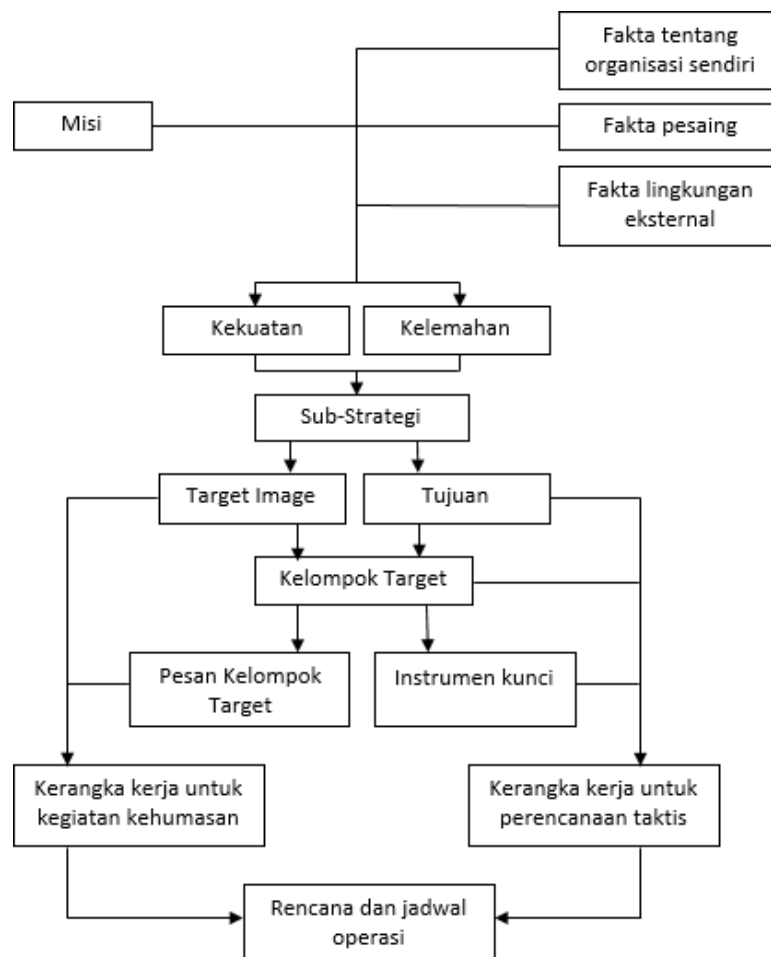 Fakta tentang
organisasi sendiri
Misi
Fakta pesaing
Fakta lingkungan
eksternal
Kekuatan
Kelemahan
Sub-Strategi
Target Image
Tujuan
Kelompok Target
Pesan Kelompok
Target
Instrumen kunci
Kerangka kerja untuk
kegiatan kehumasan
Kerangka kerja untuk
perencanaan taktis
Rencana dan jadwal
operasi